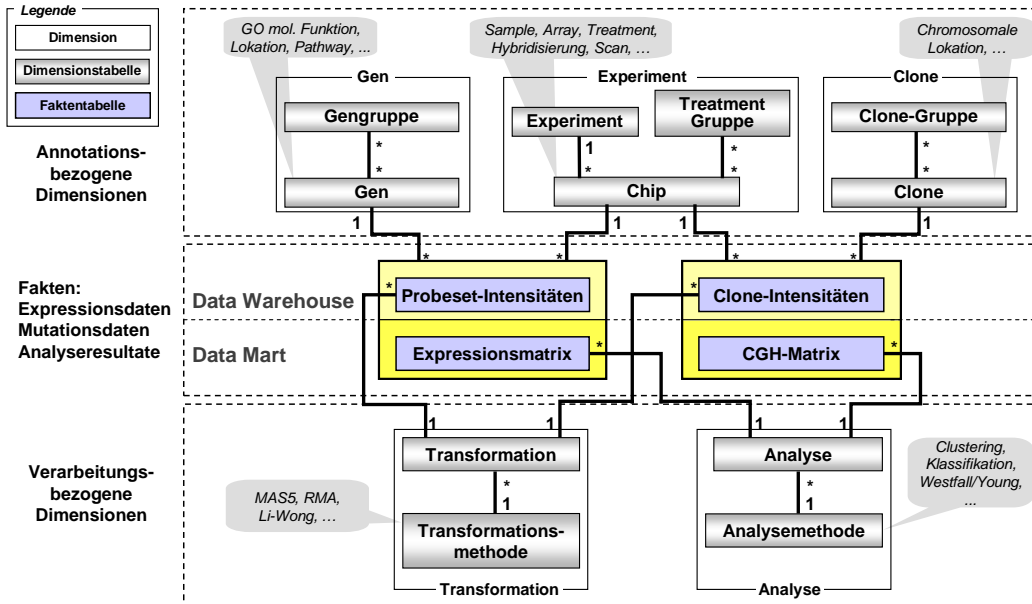 Legende
Dimension
Dimensionstabelle
Faktentabelle
GO mol. Funktion,
Lokation, Pathway, ...
Sample, Array, Treatment,
Hybridisierung, Scan, …
Chromosomale
Lokation, …
Annotations-
bezogene
Dimensionen
Gen
Gengruppe
*
*
Gen
1
Experiment
Experiment
Treatment
Gruppe
1
*
*
*
Chip
1
1
Clone
Clone-Gruppe
*
*
Clone
1
Fakten:
Expressionsdaten
Mutationsdaten
Analyseresultate
Data Warehouse
*
*
*
*
*
Probeset-Intensitäten
*
Clone-Intensitäten
Data Mart
Expressionsmatrix
*
CGH-Matrix
*
Verarbeitungs-
bezogene
Dimensionen
1
1
Transformation
*
1
Transformations-
methode
Transformation
MAS5, RMA,
Li-Wong, …
1
1
Analyse
*
1
Analysemethode
Analyse
Clustering,
Klassifikation,
Westfall/Young,
...